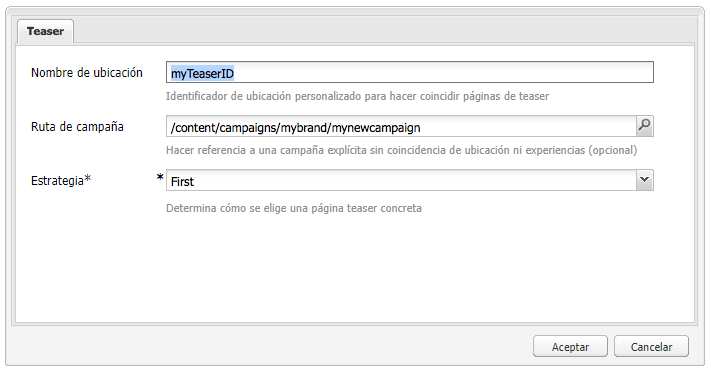 Teaser
Nombre de ubicación myTeaserID
Identificador de ubicación personalizado para hacer coincidir páginas de teaser
Ruta de campaña /content/campaigns/mybrand/mynewcampaign
Hacer referencia a una campaña explícita sin coincidencia de ubicación ni experiencias (opcional)
Estrategia* * First
Determina cómo se elige una página teaser concreta
Aceptar Cancelar